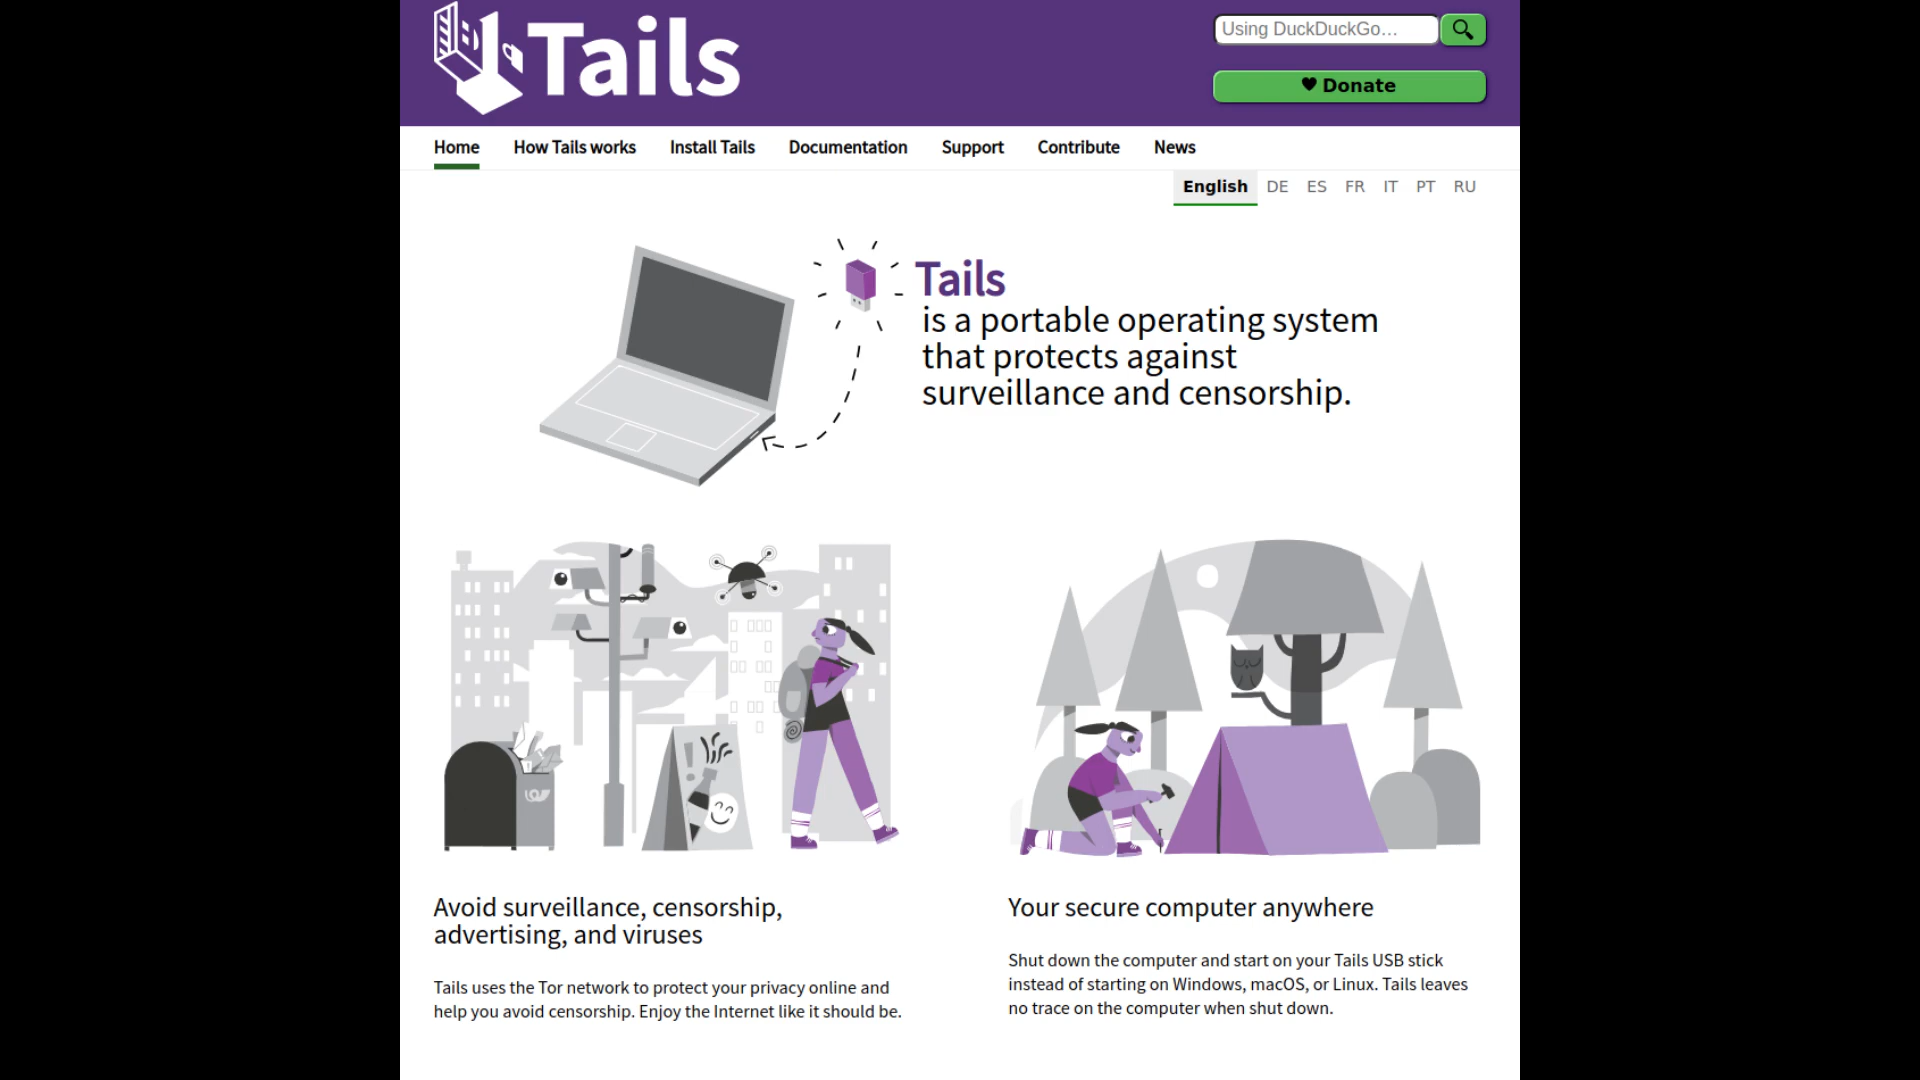 Tails
Using DuckDuckGo...
♥ Donate
Home How Tails works Install Tails Documentation Support Contribute News
English DE ES FR IT PT RU
Tails
is a portable operating system
that protects against
surveillance and censorship.
Avoid surveillance, censorship,
advertising, and viruses
Tails uses the Tor network to protect your privacy online and
help you avoid censorship. Enjoy the Internet like it should be.
Your secure computer anywhere
Shut down the computer and start on your Tails USB stick
instead of starting on Windows, macOS, or Linux. Tails leaves
no trace on the computer when shut down.